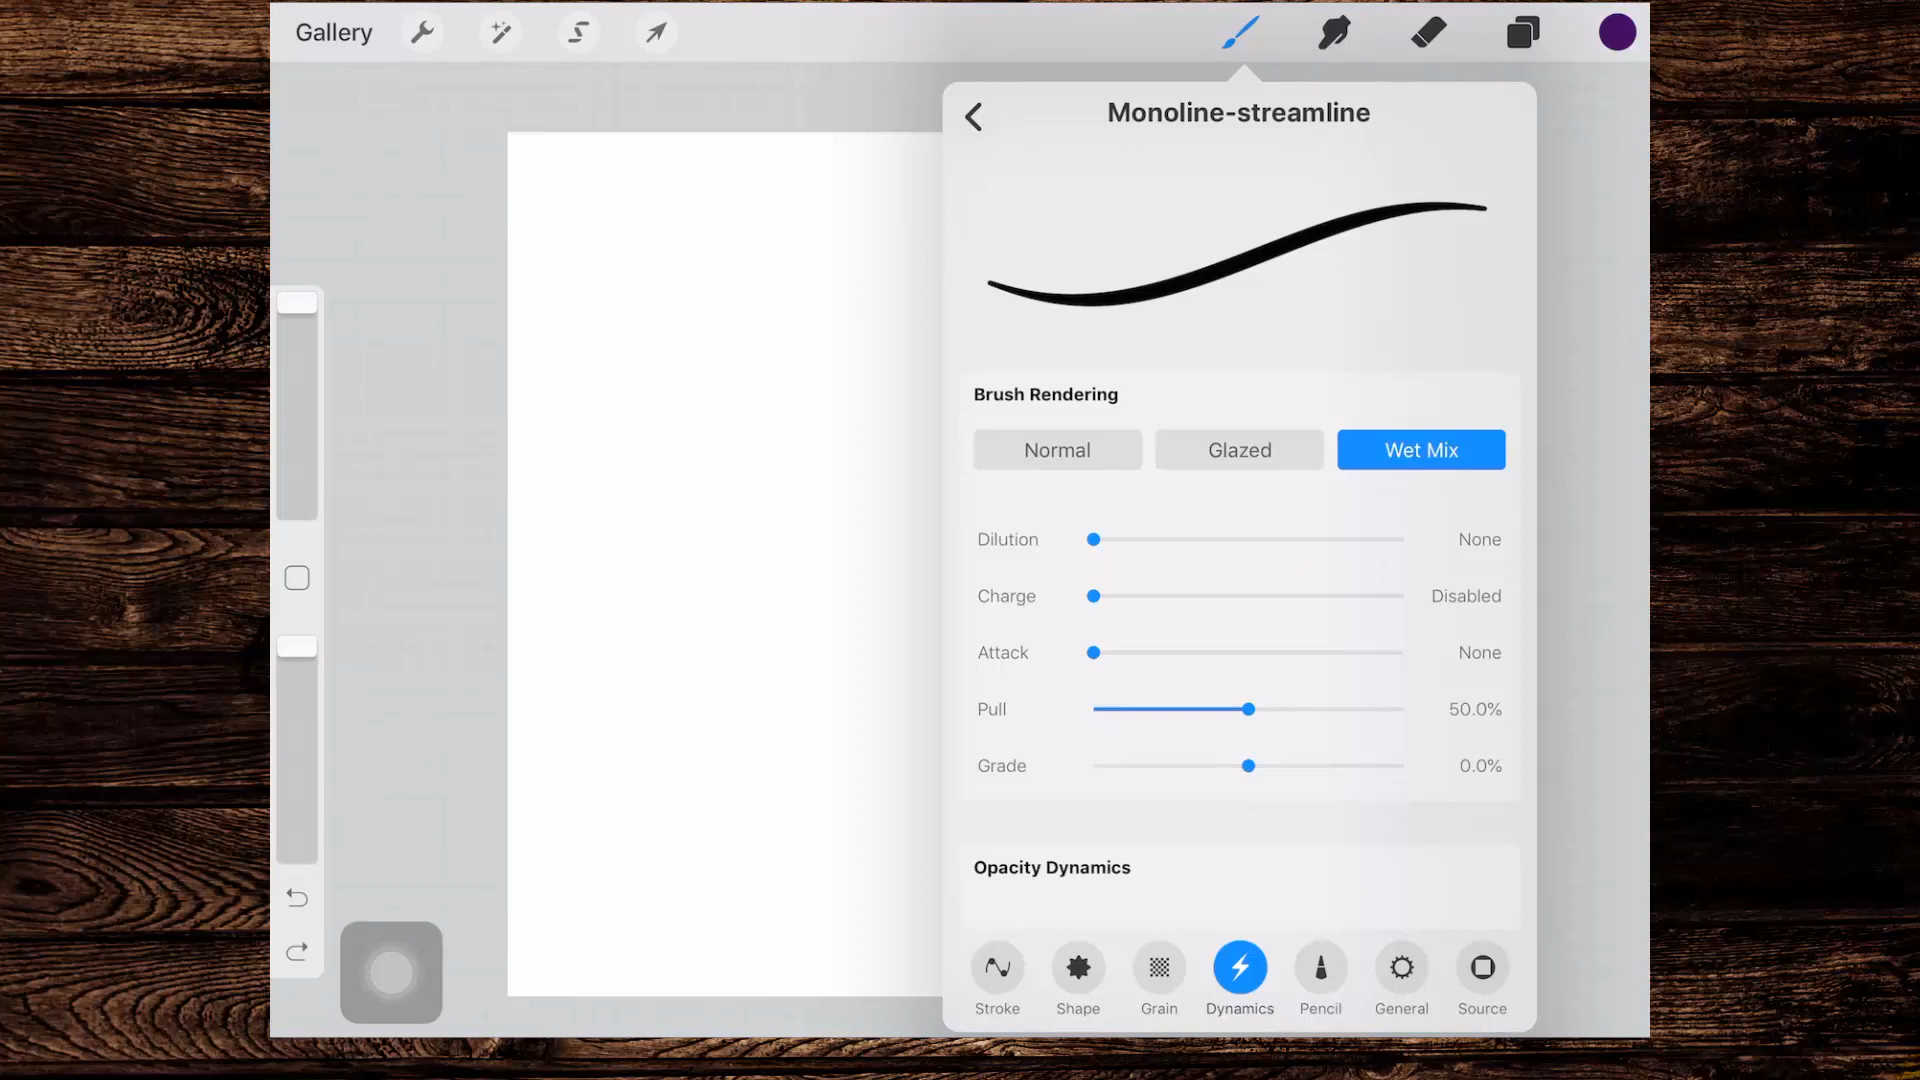 Gallery
Monoline-streamline
Brush Rendering
Normal Glazed Wet Mix
Dilution None
Charge Disabled
Attack None
Pull 50.0%
Grade 0.0%
Opacity Dynamics
Stroke Shape Grain Dynamics Pencil General Source